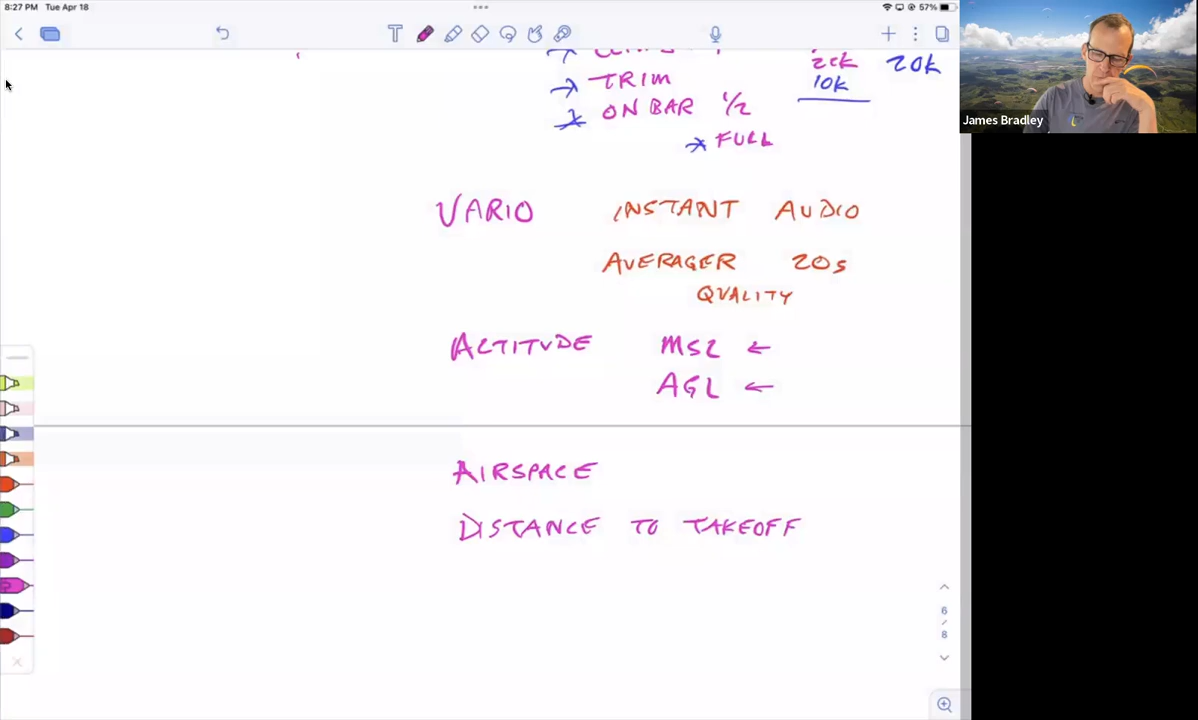 8:27 PM Tue Apr 18
57%
James Bradley
20k
TRIM 10k
ON BAR 1/2
FULL
VARIO INSTANT AUDIO
AVERAGER 20s
QUALITY
ALTITUDE MSL ←
AGL ←
AIRSPACE
DISTANCE TO TAKEOFF
6
/
8